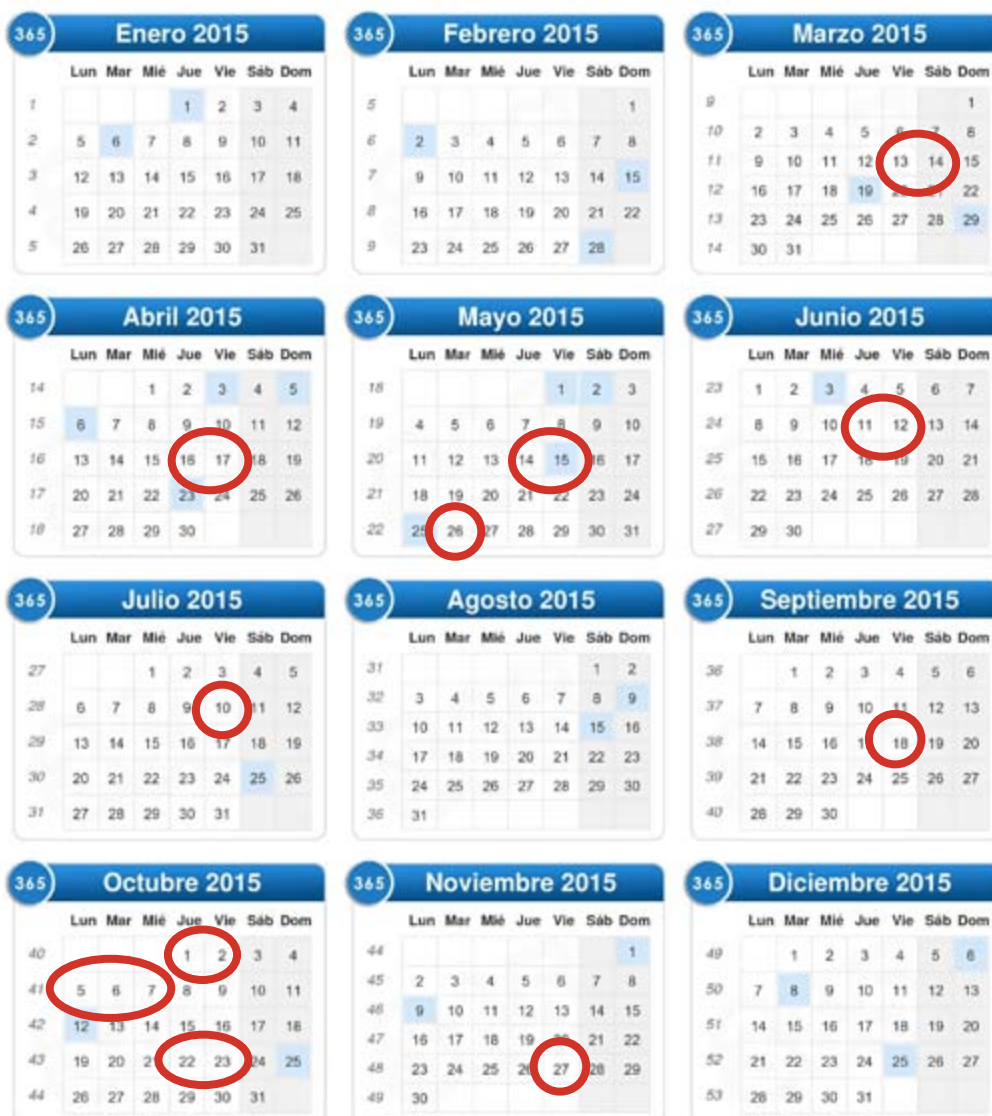 365 Enero 2015
Lun Mar Mié Jue Vie Sáb Dom
1 1 2 3 4
2 5 6 7 8 9 10 11
3 12 13 14 15 16 17 18
4 19 20 21 22 23 24 25
5 26 27 28 29 30 31
365 Febrero 2015
Lun Mar Mié Jue Vie Sáb Dom
5 1
6 2 3 4 5 6 7 8
7 9 10 11 12 13 14 15
8 16 17 18 19 20 21 22
9 23 24 25 26 27 28
365 Marzo 2015
Lun Mar Mié Jue Vie Sáb Dom
9 1
10 2 3 4 5 6 7 8
11 9 10 11 12 13 14 15
12 16 17 18 19 22
13 23 24 25 26 27 28 29
14 30 31
365 Abril 2015
Lun Mar Mié Jue Vie Sáb Dom
14 1 2 3 4 5
15 6 7 8 9 10 11 12
16 13 14 15 16 17 18 19
17 20 21 22 23 24 25 26
18 27 28 29 30
365 Mayo 2015
Lun Mar Mié Jue Vie Sáb Dom
18 1 2 3
19 4 5 6 7 8 9 10
20 11 12 13 14 15 16 17
21 18 19 20 21 22 23 24
22 25 26 27 28 29 30 31
365 Junio 2015
Lun Mar Mié Jue Vie Sáb Dom
23 1 2 3 4 5 6 7
24 8 9 10 11 12 13 14
25 15 16 17 18 19 20 21
26 22 23 24 25 26 27 28
27 29 30
365 Julio 2015
Lun Mar Mié Jue Vie Sáb Dom
27 1 2 3 4 5
28 6 7 8 9 10 11 12
29 13 14 15 16 17 18 19
30 20 21 22 23 24 25 26
31 27 28 29 30 31
365 Agosto 2015
Lun Mar Mié Jue Vie Sáb Dom
31 1 2
32 3 4 5 6 7 8 9
33 10 11 12 13 14 15 16
34 17 18 19 20 21 22 23
35 24 25 26 27 28 29 30
36 31
365 Septiembre 2015
Lun Mar Mié Jue Vie Sáb Dom
36 1 2 3 4 5 6
37 7 8 9 10 11 12 13
38 14 15 16 18 19 20
39 21 22 23 24 25 26 27
40 28 29 30
365 Octubre 2015
Lun Mar Mié Jue Vie Sáb Dom
40 1 2 3 4
41 5 6 7 8 9 10 11
42 12 13 14 15 16 17 18
43 19 20 22 23 24 25
44 26 27 28 29 30 31
365 Noviembre 2015
Lun Mar Mié Jue Vie Sáb Dom
44 1
45 2 3 4 5 6 7 8
46 9 10 11 12 13 14 15
47 16 17 18 19 21 22
48 23 24 25 26 27 28 29
49 30
365 Diciembre 2015
Lun Mar Mié Jue Vie Sáb Dom
49 1 2 3 4 5 6
50 7 8 9 10 11 12 13
51 14 15 16 17 18 19 20
52 21 22 23 24 25 26 27
53 28 29 30 31